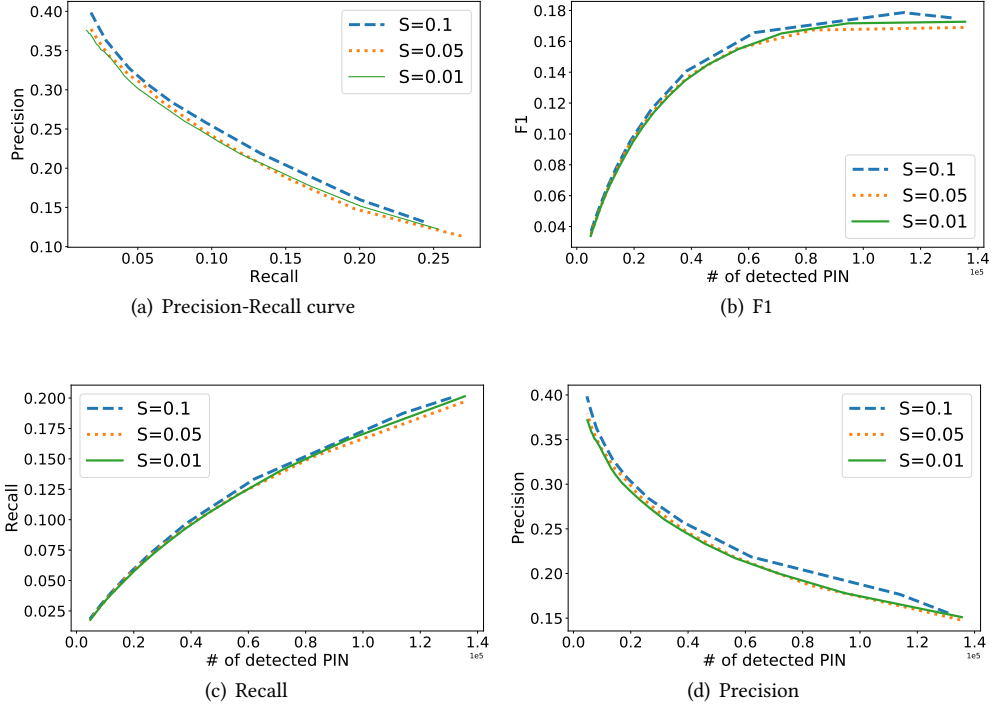 0.40
0.35
0.30
0.25
0.20
0.15
0.10
Precision
S=0.1
S=0.05
S=0.01
0.05 0.10 0.15 0.20 0.25
Recall
(a) Precision-Recall curve
0.18
0.16
0.14
0.12
0.10
0.08
0.06
0.04
F1
S=0.1
S=0.05
S=0.01
0.0 0.2 0.4 0.6 0.8 1.0 1.2 1.4
1e5
# of detected PIN
(b) F1
0.200
0.175
0.150
0.125
0.100
0.075
0.050
0.025
Recall
S=0.1
S=0.05
S=0.01
0.0 0.2 0.4 0.6 0.8 1.0 1.2 1.4
1e5
# of detected PIN
(c) Recall
0.40
0.35
0.30
0.25
0.20
0.15
Precision
S=0.1
S=0.05
S=0.01
0.0 0.2 0.4 0.6 0.8 1.0 1.2 1.4
1e5
# of detected PIN
(d) Precision